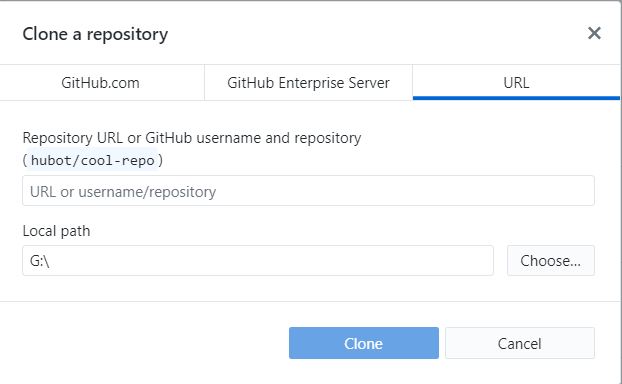 Clone a repository
GitHub.com
GitHub Enterprise Server
URL
Repository URL or GitHub username and repository
(hubot/cool-repo)
URL or username/repository
Local path
G:\
Choose...
Clone
Cancel